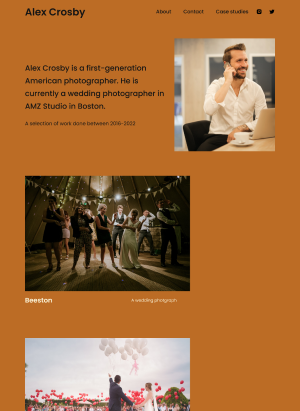 Alex Crosby
About Contact Case studies
Alex Crosby is a first-generation
American photographer. He is
currently a wedding photographer in
AMZ Studio in Boston.
A selection of work done between 2016-2022
Beeston
A wedding photograph